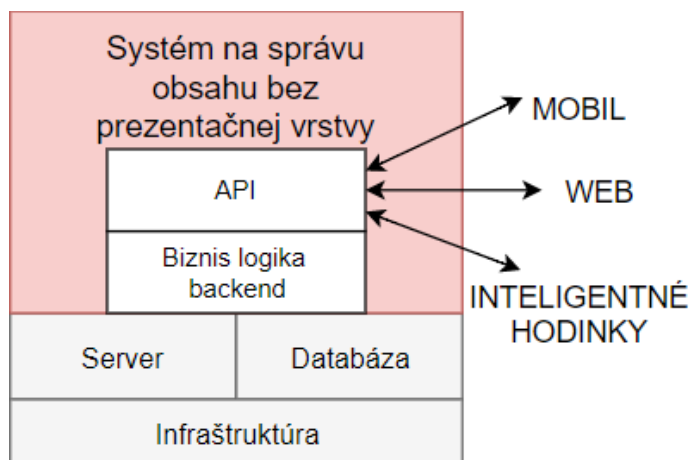 Systém na správu
obsahu bez
prezentačnej vrstvy
API
Biznis logika
backend
Server
Databáza
Infraštruktúra
MOBIL
WEB
INTELIGENTNÉ
HODINKY